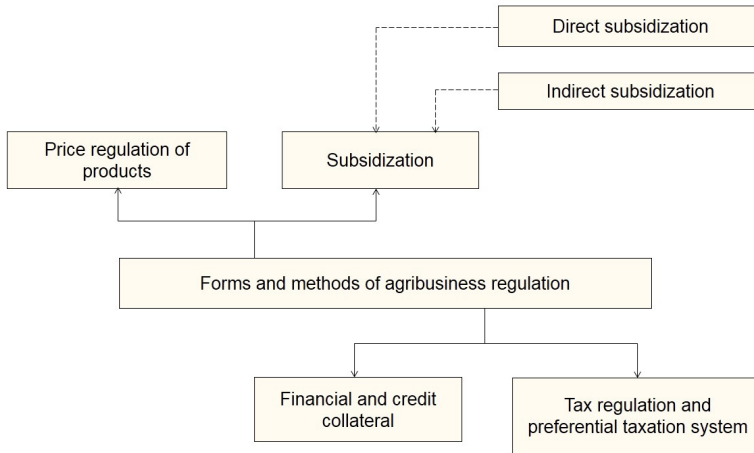 Direct subsidization
Indirect subsidization
Price regulation of
products
Subsidization
Forms and methods of agribusiness regulation
Financial and credit
collateral
Tax regulation and
preferential taxation system